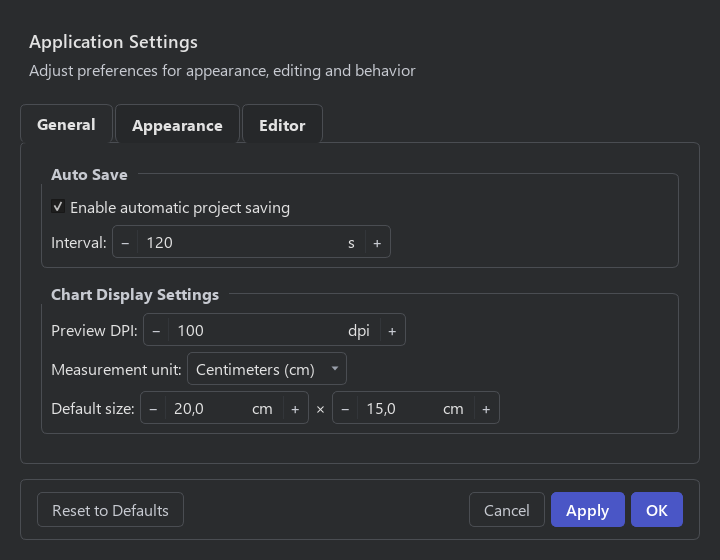 Application Settings
Adjust preferences for appearance, editing and behavior
General Appearance Editor
Auto Save
Enable automatic project saving
Interval: − 120 s +
Chart Display Settings
Preview DPI: − 100 dpi +
Measurement unit: Centimeters (cm)
Default size: − 20,0 cm + × − 15,0 cm +
Reset to Defaults Cancel Apply OK